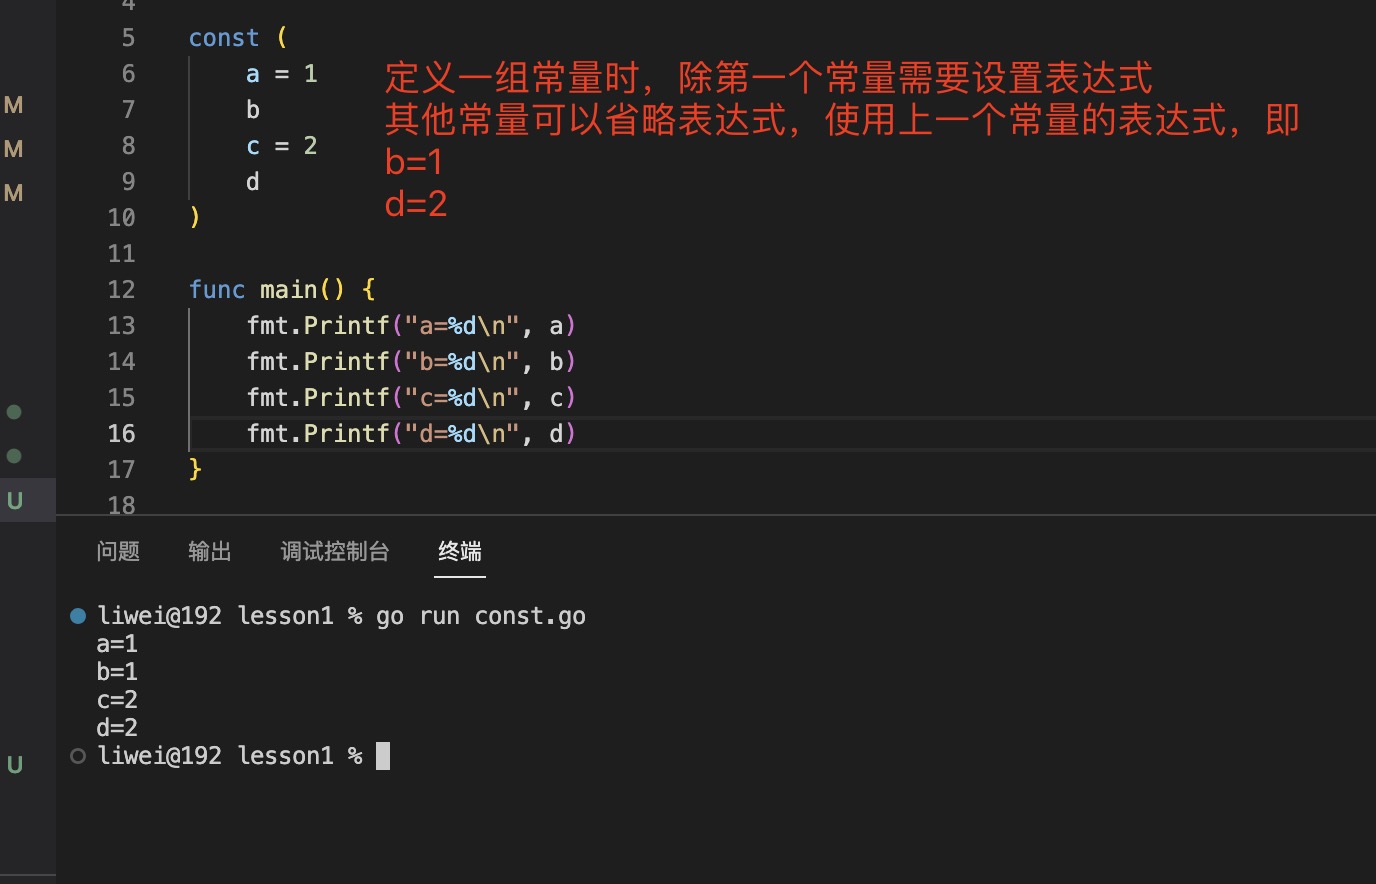 4
5 const (
6 a = 1
7 b
8 c = 2
9 d
10 )
11
12 func main() {
13 fmt.Printf("a=%d\n", a)
14 fmt.Printf("b=%d\n", b)
15 fmt.Printf("c=%d\n", c)
16 fmt.Printf("d=%d\n", d)
17 }
18
定义一组常量时，除第一个常量需要设置表达式
其他常量可以省略表达式，使用上一个常量的表达式，即
b=1
d=2
M
M
M
U
U
问题 输出 调试控制台 终端
liwei@192 lesson1 % go run const.go
a=1
b=1
c=2
d=2
liwei@192 lesson1 %